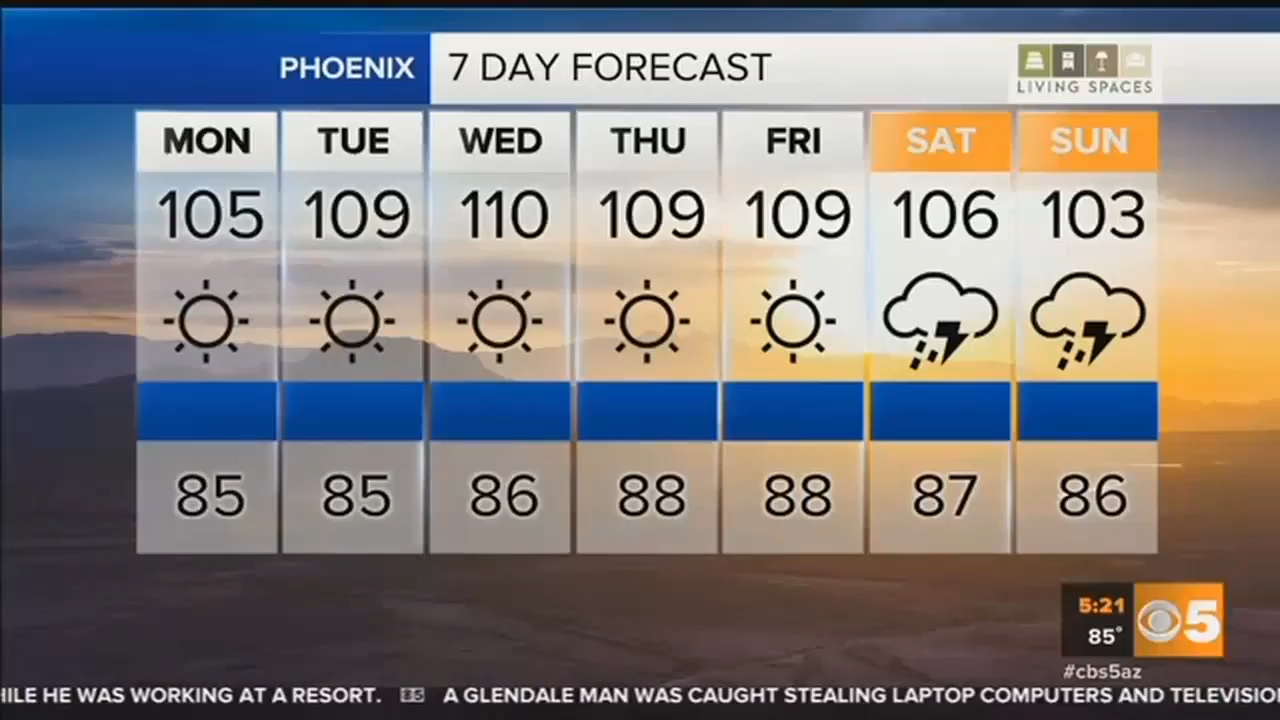 PHOENIX 7 DAY FORECAST
LIVING SPACES
MON TUE WED THU FRI SAT SUN
105 109 110 109 109 106 103
85 85 86 88 88 87 86
5:21
85°
5
#cbs5az
HILE HE WAS WORKING AT A RESORT. A GLENDALE MAN WAS CAUGHT STEALING LAPTOP COMPUTERS AND TELEVISIO